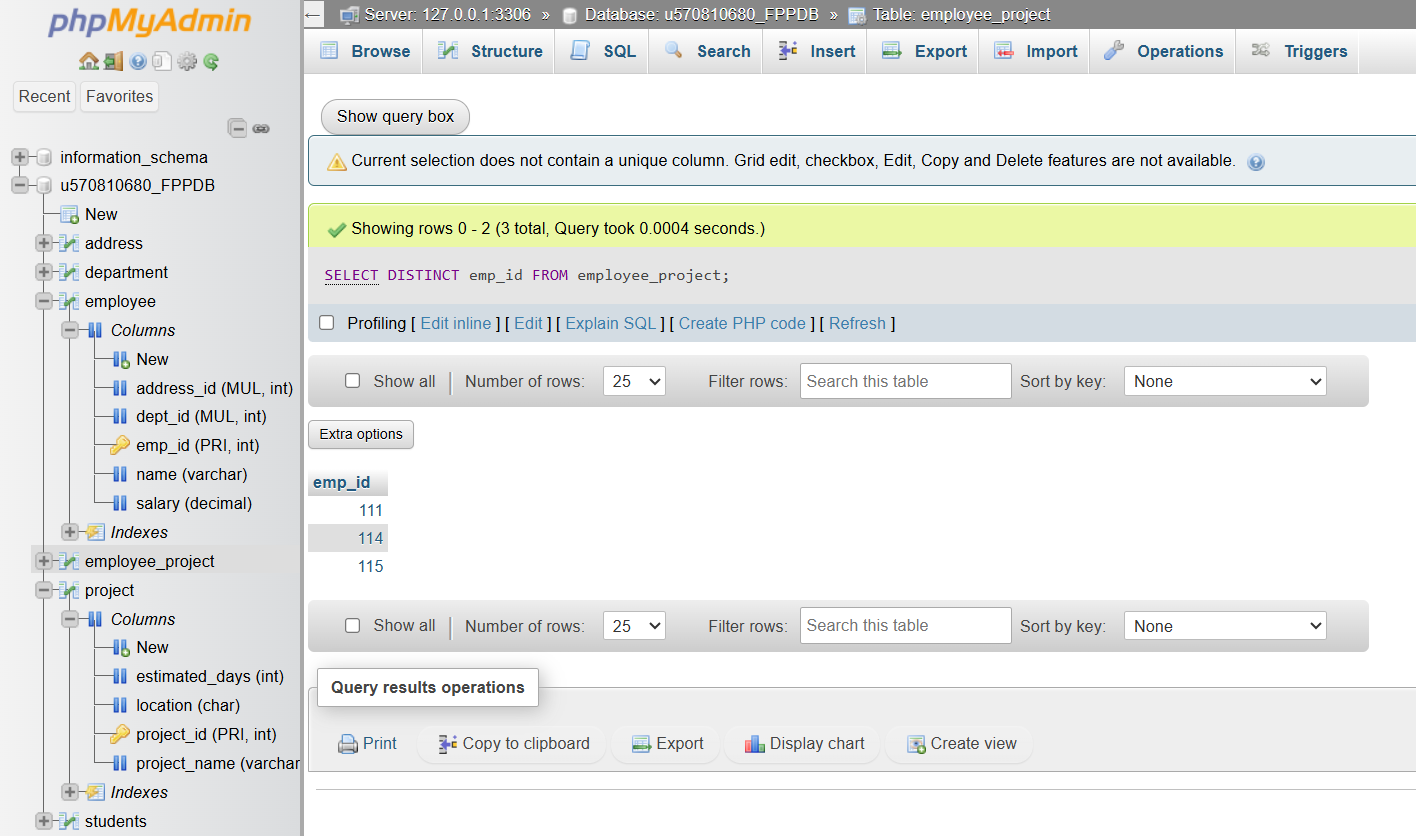 phpMyAdmin
Recent Favorites
information_schema
u570810680_FPPDB
New
address
department
employee
Columns
New
address_id (MUL, int)
dept_id (MUL, int)
emp_id (PRI, int)
name (varchar)
salary (decimal)
Indexes
employee_project
project
Columns
New
estimated_days (int)
location (char)
project_id (PRI, int)
project_name (varchar
Indexes
students
Server: 127.0.0.1:3306 » Database: u570810680_FPPDB » Table: employee_project
Browse Structure SQL Search Insert Export Import Operations Triggers
Show query box
Current selection does not contain a unique column. Grid edit, checkbox, Edit, Copy and Delete features are not available.
Showing rows 0 - 2 (3 total, Query took 0.0004 seconds.)
SELECT DISTINCT emp_id FROM employee_project;
Profiling [ Edit inline ] [ Edit ] [ Explain SQL ] [ Create PHP code ] [ Refresh ]
Show all | Number of rows: 25 Filter rows: Search this table Sort by key: None
Extra options
emp_id
111
114
115
Show all | Number of rows: 25 Filter rows: Search this table Sort by key: None
Query results operations
Print Copy to clipboard Export Display chart Create view